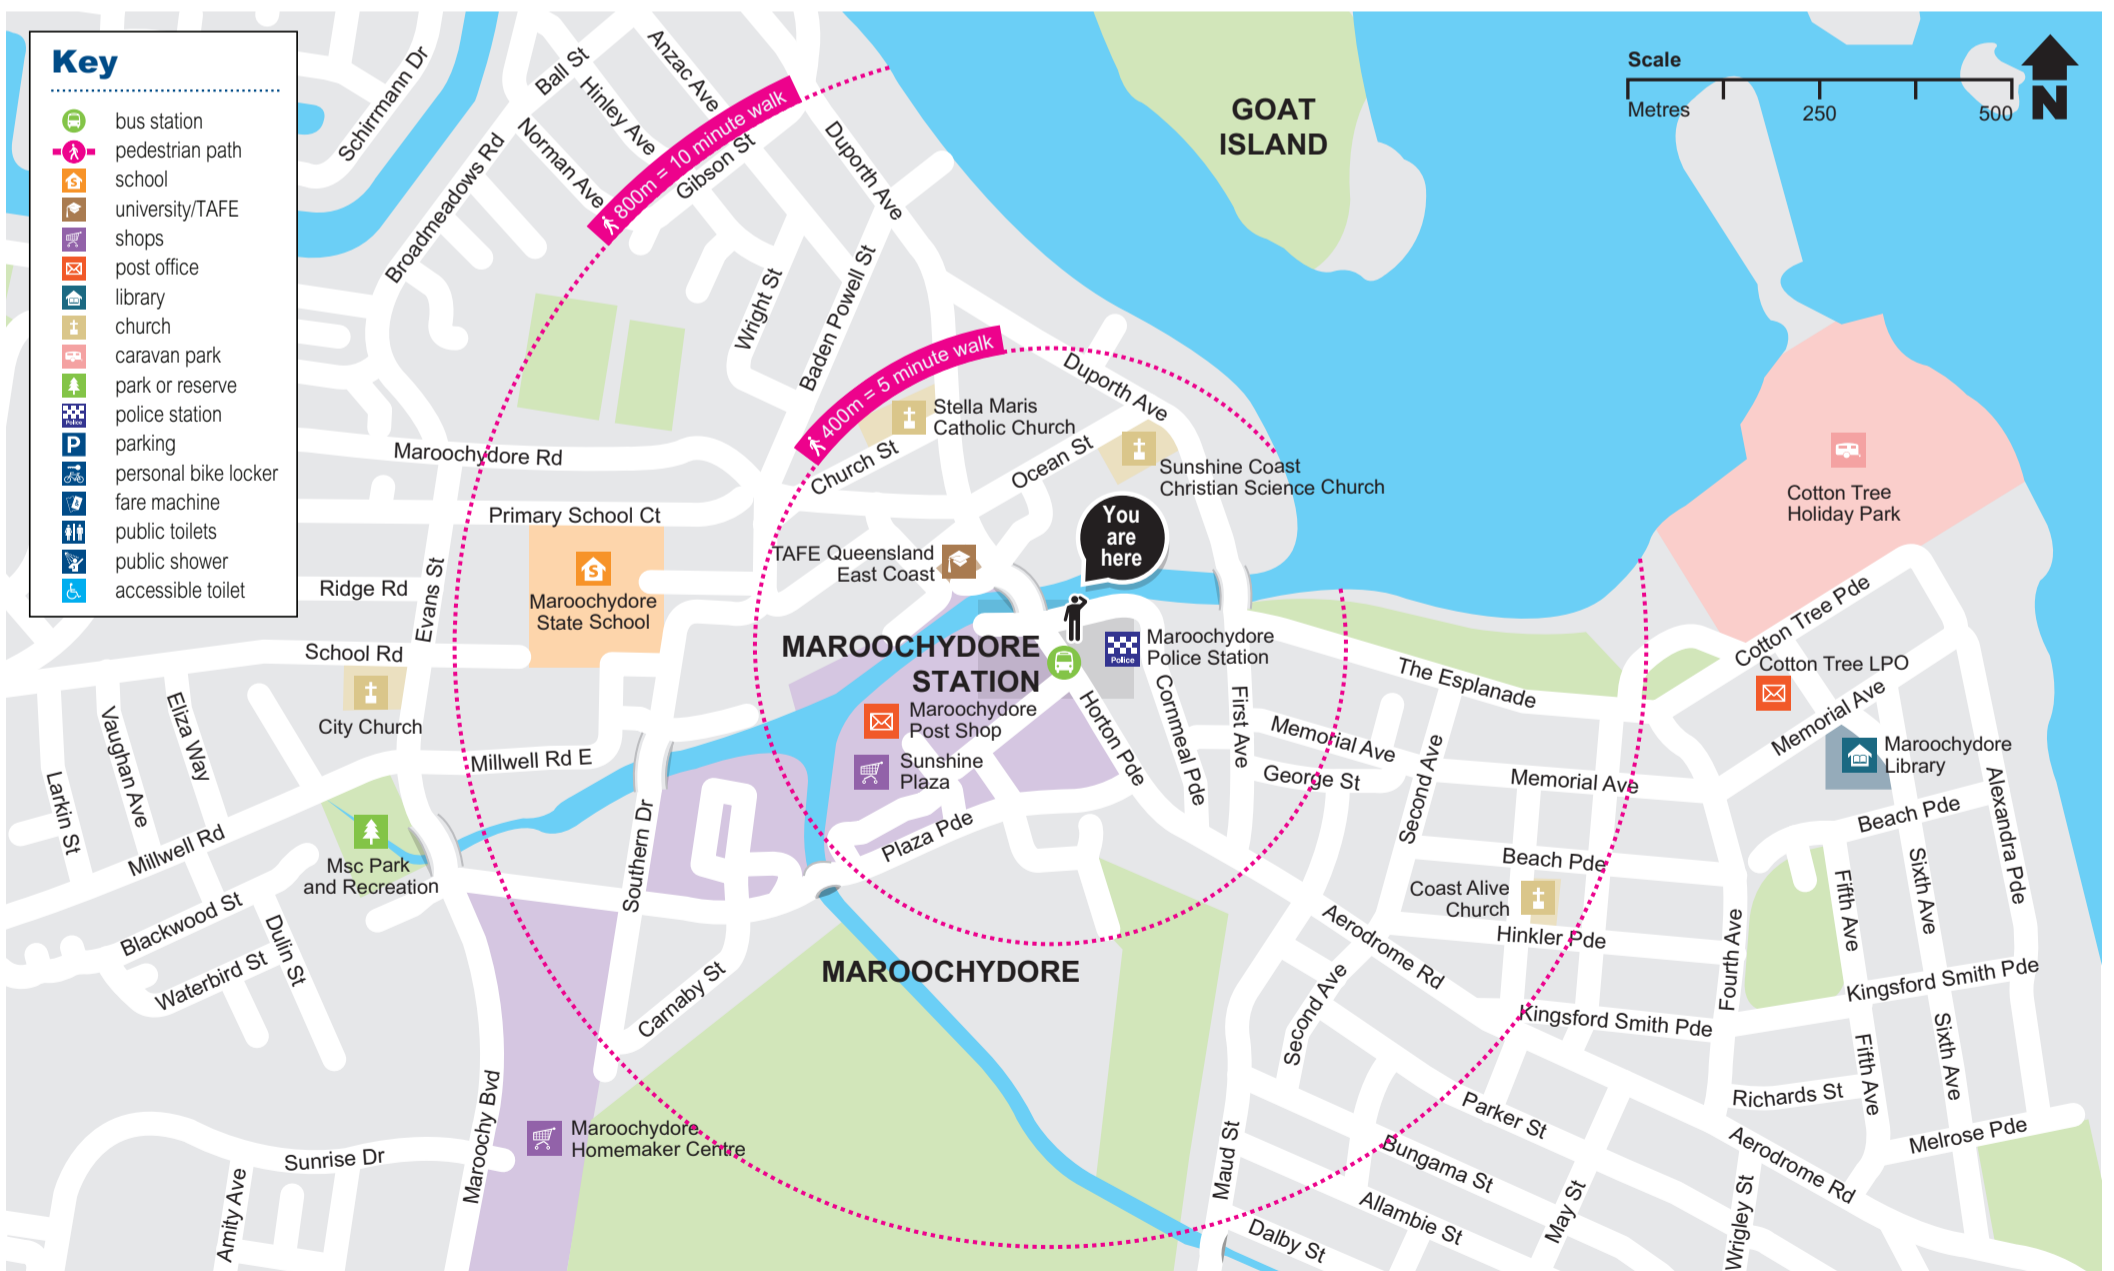 Key
bus station
pedestrian path
school
university/TAFE
shops
post office
library
church
caravan park
park or reserve
police station
parking
personal bike locker
fare machine
public toilets
public shower
accessible toilet
Scale
Metres
250
500
N
GOAT
ISLAND
Schirrmann Dr
Ball St
Anzac Ave
Hinley Ave
Norman Ave
Gibson St
Broadmeadows Rd
800m = 10 minute walk
Duporth Ave
Wright St
Baden Powell St
400m = 5 minute walk
Duporth Ave
Stella Maris
Catholic Church
Church St
Ocean St
Sunshine Coast
Christian Science Church
Maroochydore Rd
Primary School Ct
You
are
here
TAFE Queensland
East Coast
Cotton Tree
Holiday Park
Ridge Rd
Evans St
S
Maroochydore
State School
School Rd
City Church
MAROOCHYDORE
STATION
Police
Maroochydore
Police Station
Maroochydore
Post Shop
Sunshine
Plaza
Horton Pde
Cornmeal Pde
First Ave
The Esplanade
Cotton Tree Pde
Cotton Tree LPO
Memorial Ave
Memorial Ave
Memorial Ave
George St
Second Ave
Maroochydore
Library
Beach Pde
Alexandra Pde
Larkin St
Vaughan Ave
Eliza Way
Millwell Rd E
Millwell Rd
Msc Park
and Recreation
Southern Dr
Plaza Pde
Beach Pde
Coast Alive
Church
Hinkler Pde
Fourth Ave
Fifth Ave
Sixth Ave
Blackwood St
Waterbird St
Dulin St
MAROOCHYDORE
Carnaby St
Aerodrome Rd
Second Ave
Kingsford Smith Pde
Kingsford Smith Pde
Fifth Ave
Sixth Ave
Maroochy Bvd
Maroochydore
Homemaker Centre
Sunrise Dr
Amity Ave
Maud St
Parker St
Bungama St
Allambie St
Dalby St
May St
Richards St
Aerodrome Rd
Melrose Pde
Wrigley St